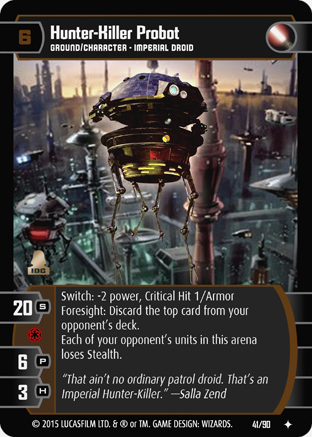 6
Hunter-Killer Probot
GROUND/CHARACTER - IMPERIAL DROID
IDC
20 S
6 P
3 H
Switch: -2 power, Critical Hit 1/Armor
Foresight: Discard the top card from your
opponent's deck.
Each of your opponent's units in this arena
loses Stealth.
"That ain't no ordinary patrol droid. That's an
Imperial Hunter-Killer." —Salla Zend
© 2015 LUCASFILM LTD. & ® or TM. GAME DESIGN: WIZARDS.
41/90